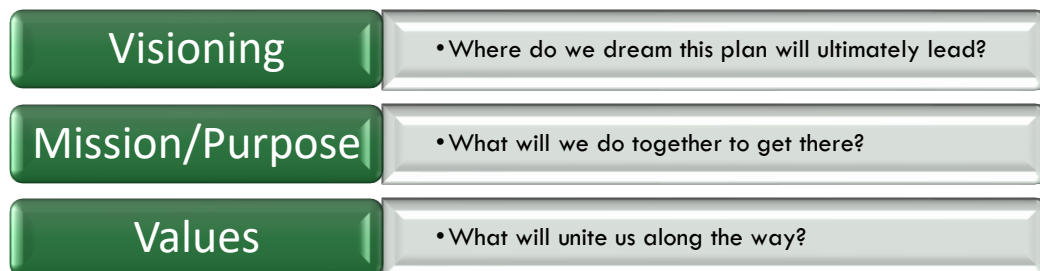 Visioning
•Where do we dream this plan will ultimately lead?
Mission/Purpose
•What will we do together to get there?
Values
•What will unite us along the way?